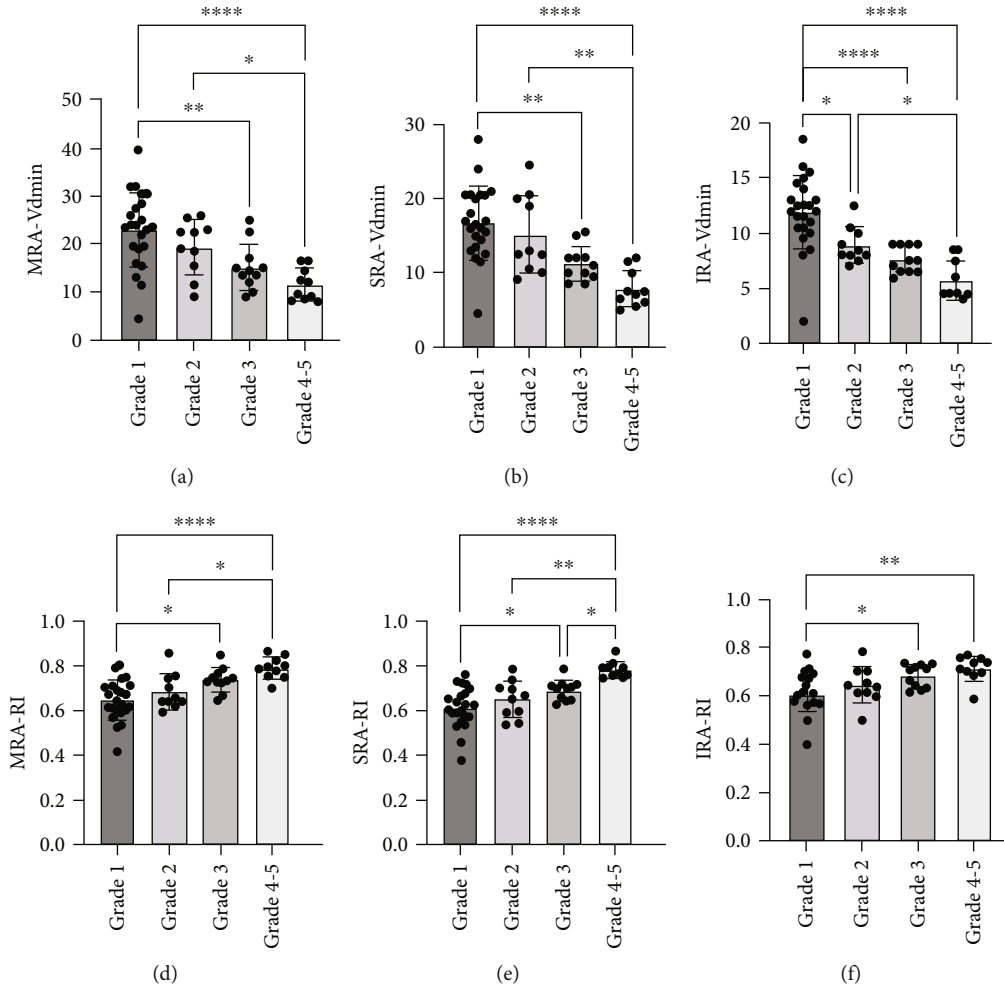 ****
*
**
50
40
30
20
10
0
MRA-Vdmin
Grade 1
Grade 2
Grade 3
Grade 4-5
(a)
****
**
**
30
20
10
0
SRA-Vdmin
Grade 1
Grade 2
Grade 3
Grade 4-5
(b)
****
****
*
*
20
15
10
5
0
IRA-Vdmin
Grade 1
Grade 2
Grade 3
Grade 4-5
(c)
****
*
*
1.0
0.8
0.6
0.4
0.2
0.0
MRA-RI
Grade 1
Grade 2
Grade 3
Grade 4-5
(d)
****
**
*
*
1.0
0.8
0.6
0.4
0.2
0.0
SRA-RI
Grade 1
Grade 2
Grade 3
Grade 4-5
(e)
**
*
1.0
0.8
0.6
0.4
0.2
0.0
IRA-RI
Grade 1
Grade 2
Grade 3
Grade 4-5
(f)